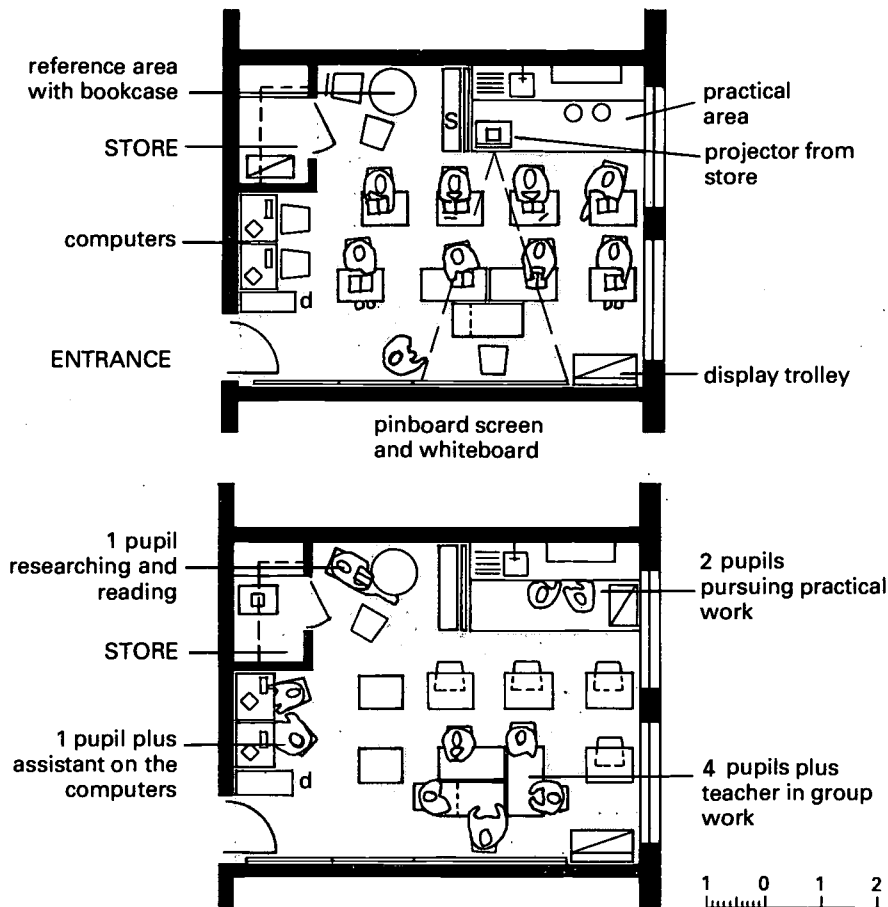 reference area
with bookcase
STORE
computers
d
ENTRANCE
S
practical
area
projector from
store
display trolley
pinboard screen
and whiteboard
1 pupil
researching and
reading
STORE
1 pupil plus
assistant on the
computers
d
2 pupils
pursuing practical
work
4 pupils plus
teacher in group
work
1 0 1 2